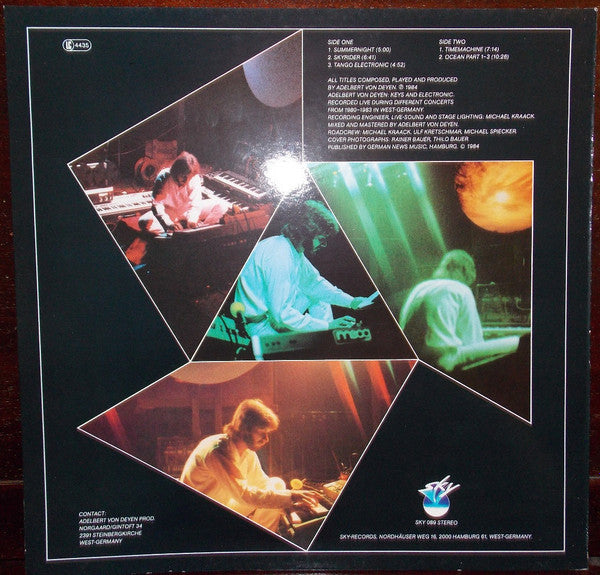 LC 4435
SIDE ONE
1. SUMMERNIGHT (5:00)
2. SKYRIDER (6:41)
3. TANGO ELECTRONIC (4:52)
SIDE TWO
1. TIMEMACHINE (7:14)
2. OCEAN PART 1-3 (10:28)
ALL TITLES COMPOSED, PLAYED AND PRODUCED
BY ADELBERT VON DEYEN. ℗ 1984
ADELBERT VON DEYEN: KEYS AND ELECTRONIC.
RECORDED LIVE DURING DIFFERENT CONCERTS
FROM 1980-1983 IN WEST-GERMANY
RECORDING ENGINEER, LIVE-SOUND AND STAGE LIGHTING: MICHAEL KRAACK.
MIXED AND MASTERED BY ADELBERT VON DEYEN.
ROADCREW: MICHAEL KRAACK, ULF KRETSCHMAR, MICHAEL SPIECKER.
COVER PHOTOGRAPHS: RAINER BAUER, THILO BAUER
PUBLISHED BY GERMAN NEWS MUSIC, HAMBURG. © 1984
moog
CONTACT:
ADELBERT VON DEYEN PROD.
NORGAARD/GINTOFT 34
2391 STEINBERGKIRCHE
WEST-GERMANY
sky
SKY 089 STEREO
SKY-RECORDS, NORDHÄUSER WEG 16, 2000 HAMBURG 61, WEST-GERMANY.